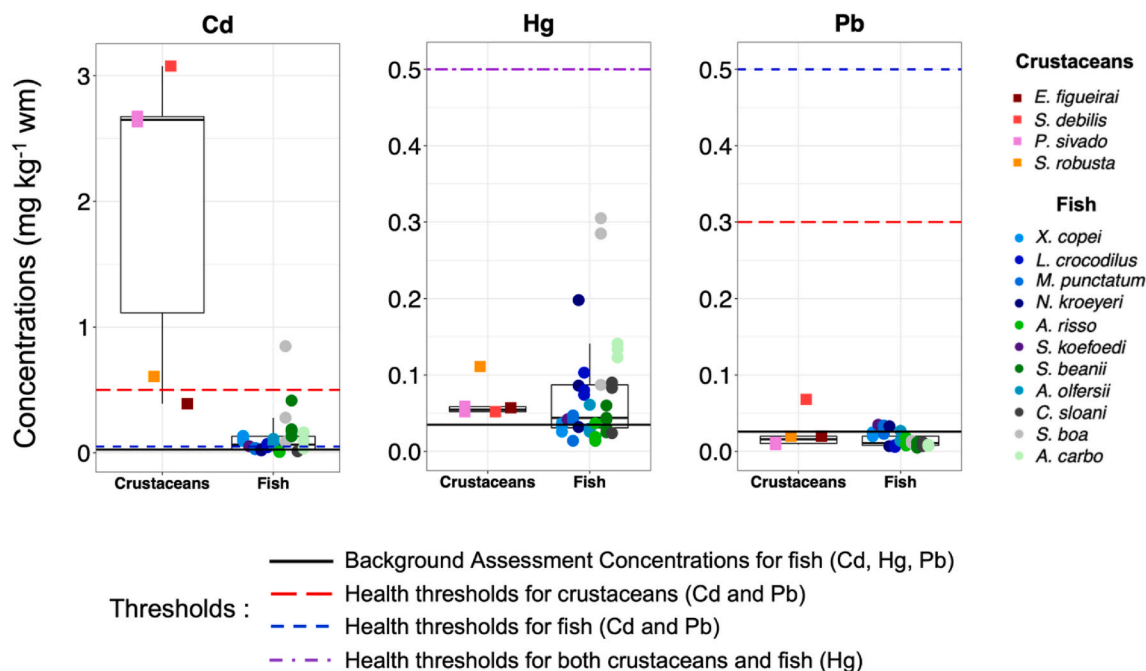 Cd
Hg
Pb
Concentrations (mg kg⁻¹ wm)
3
2
1
0
Crustaceans Fish
0.5
0.4
0.3
0.2
0.1
0.0
Crustaceans Fish
0.5
0.4
0.3
0.2
0.1
0.0
Crustaceans Fish
Crustaceans
E. figueirai
S. debilis
P. sivado
S. robusta
Fish
X. copei
L. crocodilus
M. punctatum
N. kroeyeri
A. risso
S. koefoedi
S. beanii
A. olfersii
C. sloani
S. boa
A. carbo
Thresholds :
Background Assessment Concentrations for fish (Cd, Hg, Pb)
Health thresholds for crustaceans (Cd and Pb)
Health thresholds for fish (Cd and Pb)
Health thresholds for both crustaceans and fish (Hg)